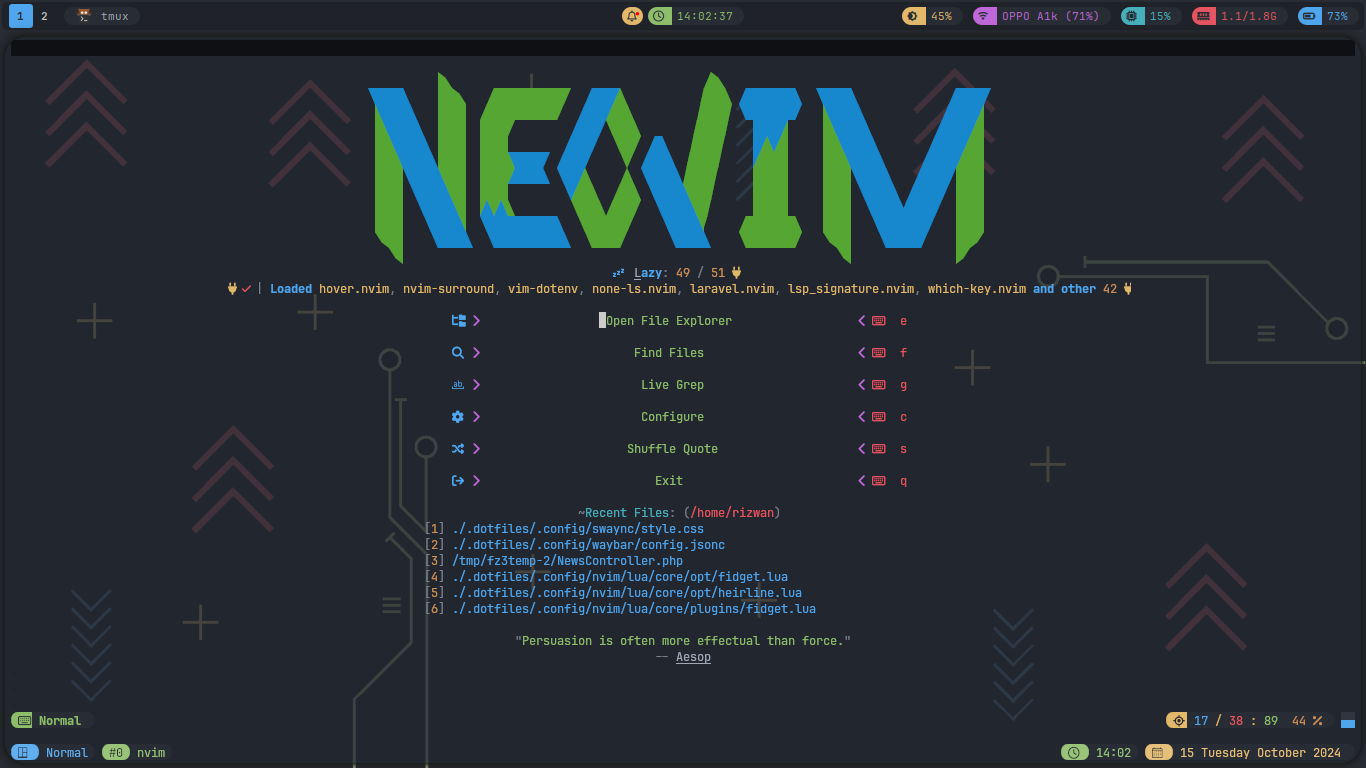 1 2 tmux 14:02:37 45% OPPO A1k (71%) 15% 1.1/1.8G 73%
NEWIM
zzz Lazy: 49 / 51
| Loaded hover.nvim, nvim-surround, vim-dotenv, none-ls.nvim, laravel.nvim, lsp_signature.nvim, which-key.nvim and other 42
Open File Explorer e
Find Files f
ab Live Grep g
Configure c
Shuffle Quote s
Exit q
~Recent Files: (/home/rizwan)
[1] ./.dotfiles/.config/swaync/style.css
[2] ./.dotfiles/.config/waybar/config.jsonc
[3] /tmp/fz3temp-2/NewsController.php
[4] ./.dotfiles/.config/nvim/lua/core/opt/fidget.lua
[5] ./.dotfiles/.config/nvim/lua/core/opt/heirline.lua
[6] ./.dotfiles/.config/nvim/lua/core/plugins/fidget.lua
"Persuasion is often more effectual than force."
-- Aesop
Normal 17 / 38 : 89 44 %
Normal #0 nvim 14:02 15 Tuesday October 2024